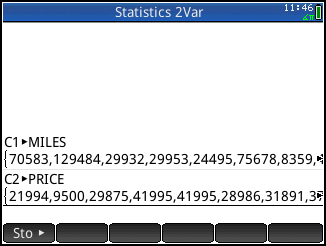 Statistics 2Var
11:46
C1▶MILES
{70583,129484,29932,29953,24495,75678,8359,
C2▶PRICE
{21994,9500,29875,41995,41995,28986,31891,
Sto ▶